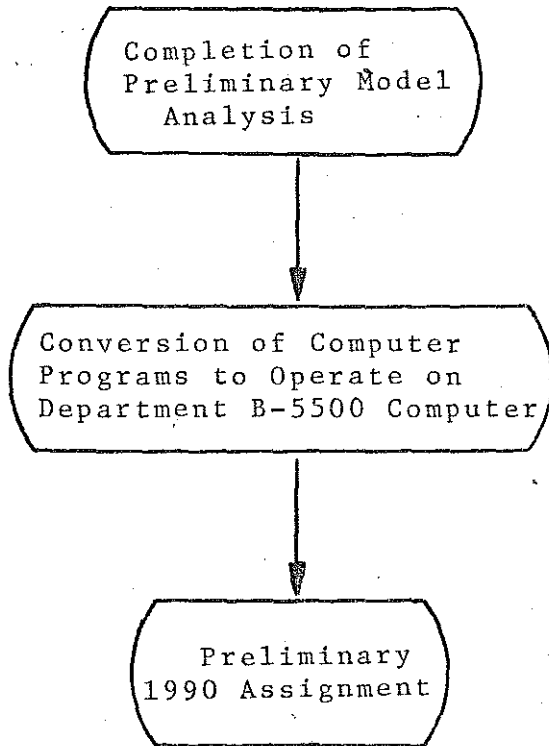 Completion of
Preliminary Model
Analysis
Conversion of Computer
Programs to Operate on
Department B-5500 Computer
Preliminary
1990 Assignment